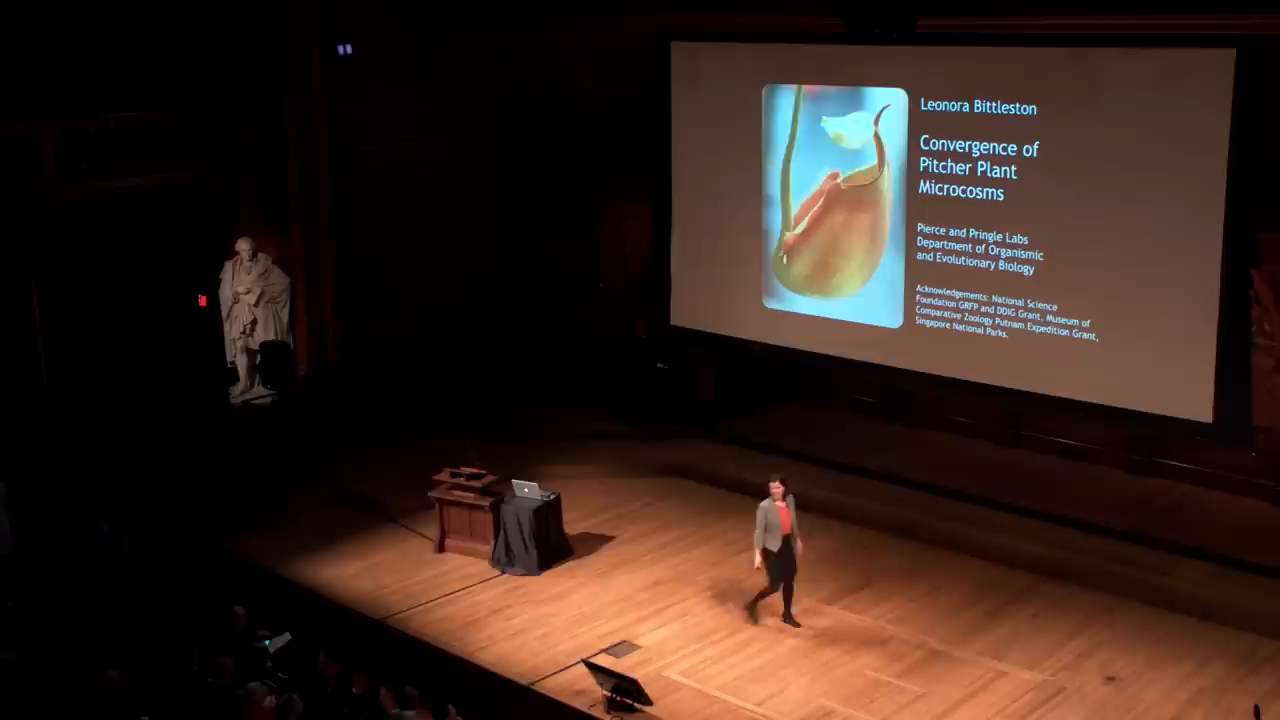 Leonora Bittleston
Convergence of
Pitcher Plant
Microcosms
Pierce and Pringle Labs
Department of Organismic
and Evolutionary Biology
Acknowledgements: National Science
Foundation GRFP and DDIG Grant, Museum of
Comparative Zoology Putnam Expedition Grant,
Singapore National Parks.